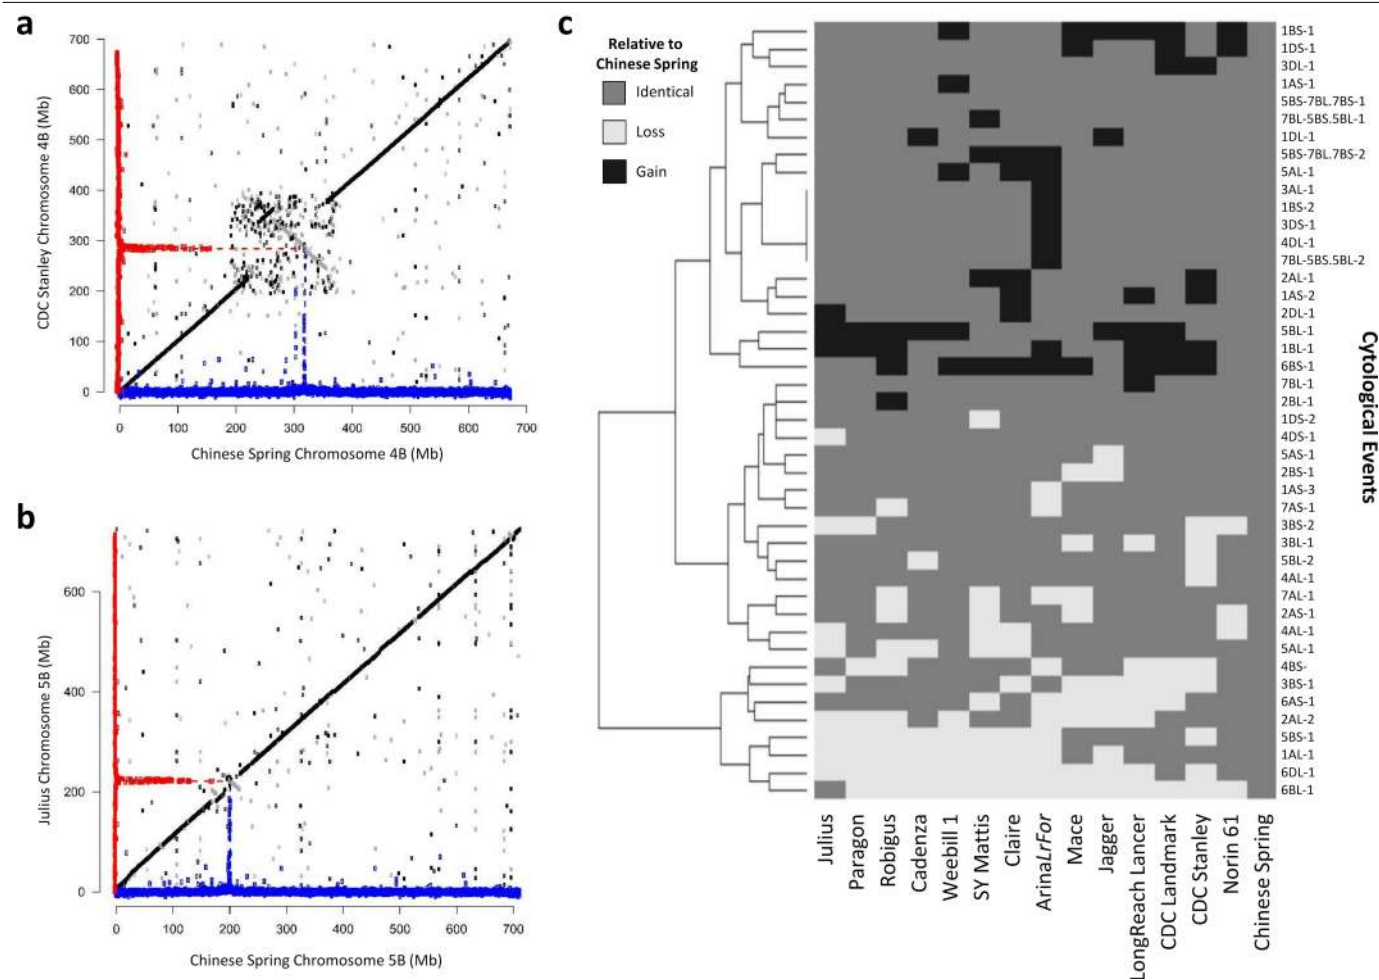 a
700
600
500
400
300
200
100
0
CDC Stanley Chromosome 4B (Mb)
0 100 200 300 400 500 600 700
Chinese Spring Chromosome 4B (Mb)
b
600
400
200
0
Julius Chromosome 5B (Mb)
0 100 200 300 400 500 600 700
Chinese Spring Chromosome 5B (Mb)
c
Relative to
Chinese Spring
Identical
Loss
Gain
1BS-1
1DS-1
3DL-1
1AS-1
5BS-7BL.7BS-1
7BL-5BS.5BL-1
1DL-1
5BS-7BL.7BS-2
5AL-1
3AL-1
1BS-2
3DS-1
4DL-1
7BL-5BS.5BL-2
2AL-1
1AS-2
2DL-1
5BL-1
1BL-1
6BS-1
7BL-1
2BL-1
1DS-2
4DS-1
5AS-1
2BS-1
1AS-3
7AS-1
3BS-2
3BL-1
5BL-2
4AL-1
7AL-1
2AS-1
4AL-1
5AL-1
4BS-
3BS-1
6AS-1
2AL-2
5BS-1
1AL-1
6DL-1
6BL-1
Cytological Events
Julius
Paragon
Robigus
Cadenza
Weebill 1
SY Mattis
Claire
ArinaLrFor
Mace
Jagger
LongReach Lancer
CDC Landmark
CDC Stanley
Norin 61
Chinese Spring